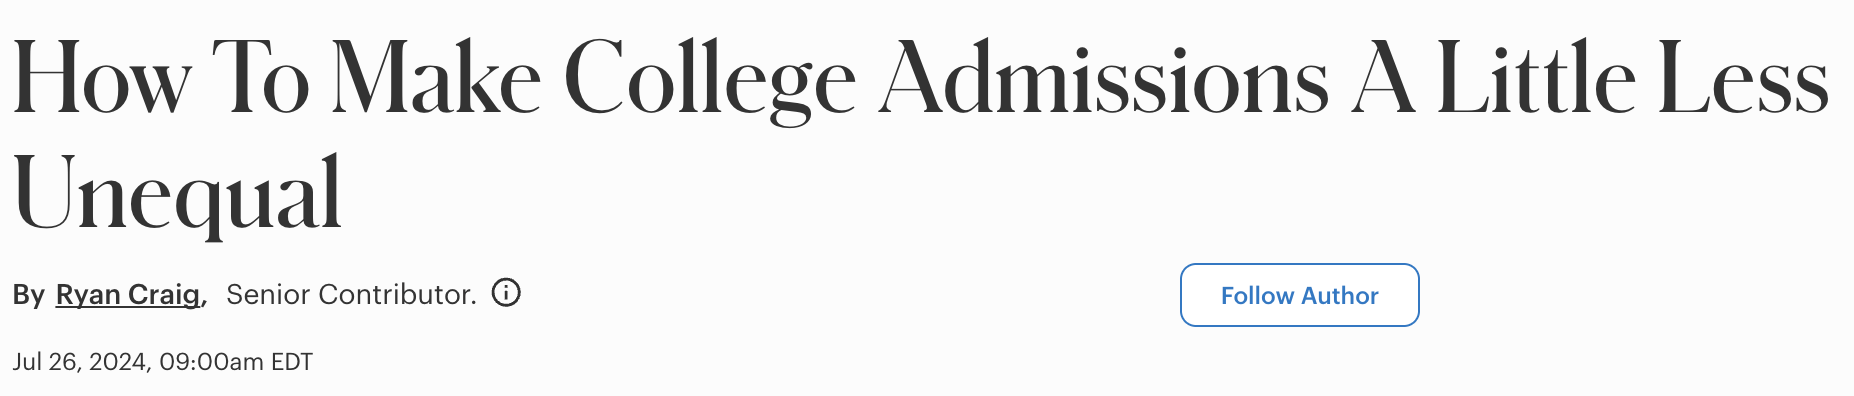 How To Make College Admissions A Little Less
Unequal
By Ryan Craig, Senior Contributor.
Follow Author
Jul 26, 2024, 09:00am EDT